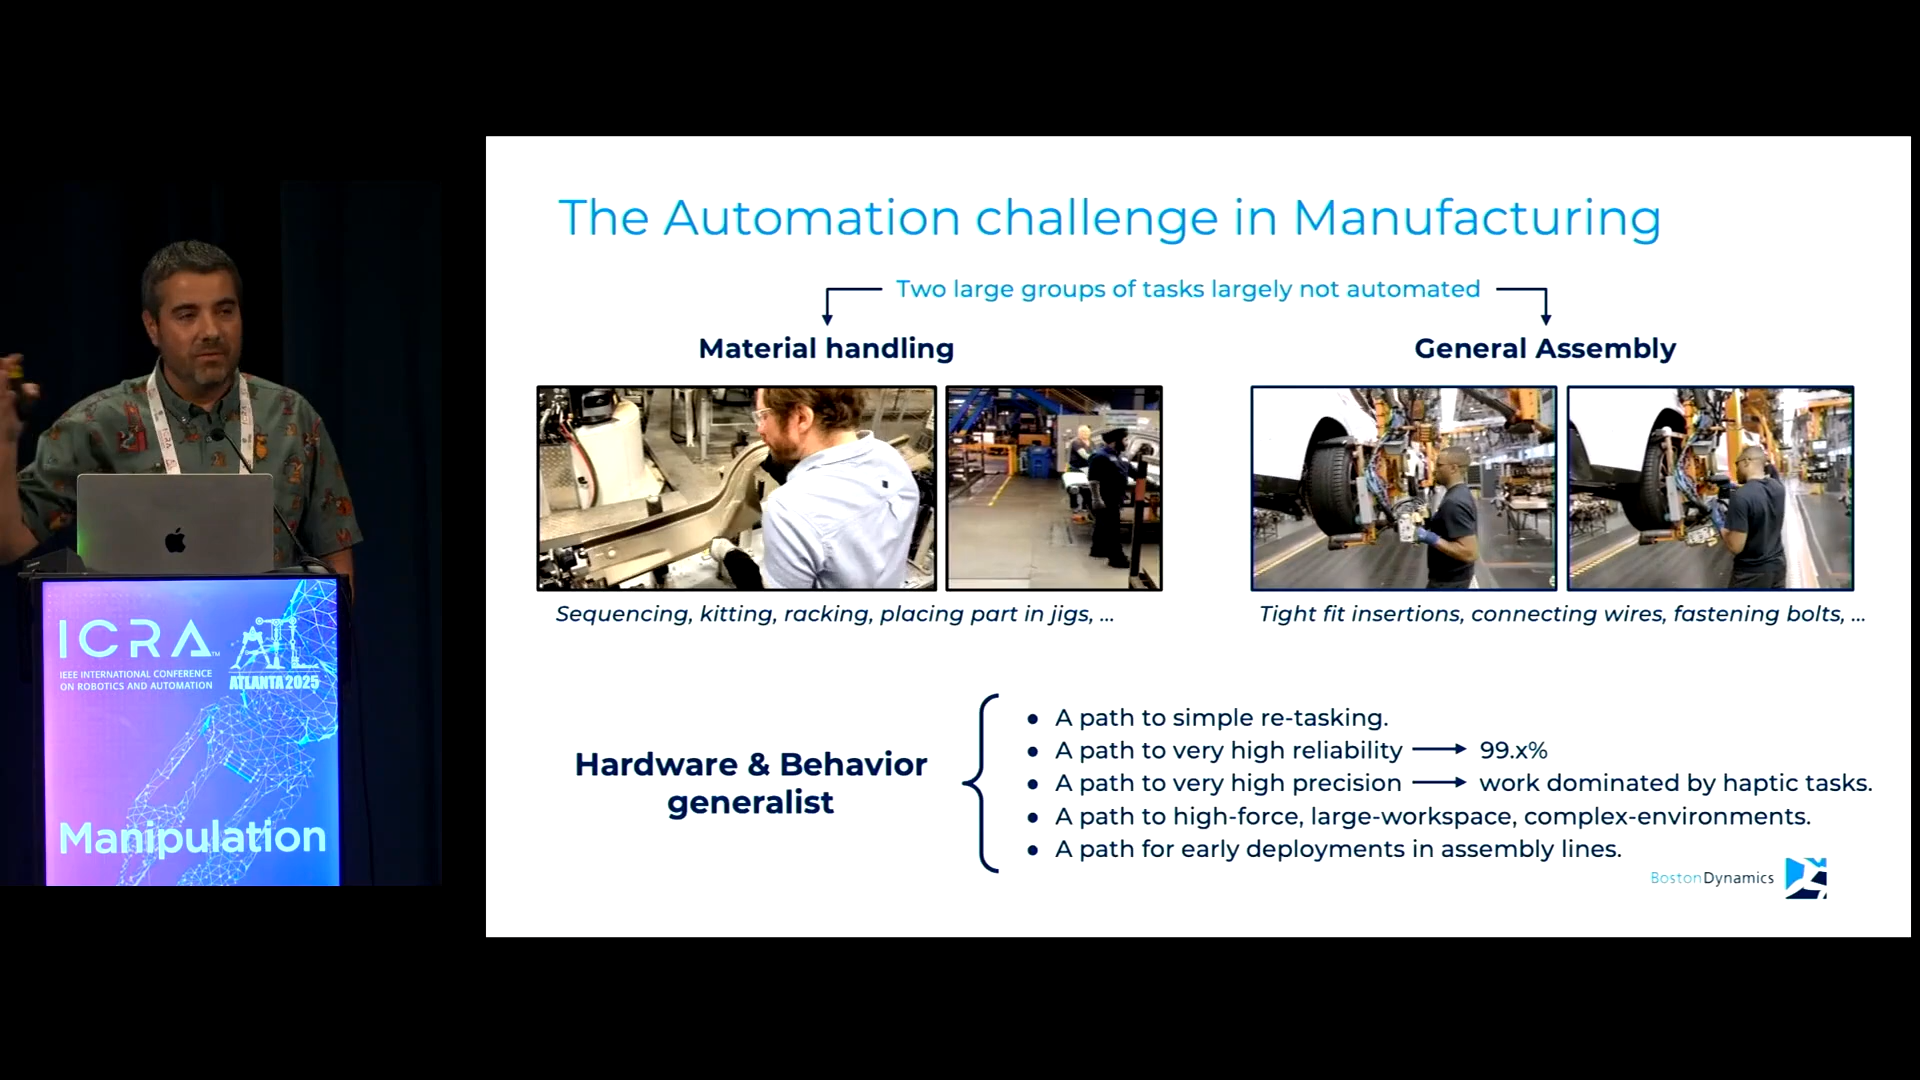 The Automation challenge in Manufacturing
Two large groups of tasks largely not automated
Material handling
General Assembly
Sequencing, kitting, racking, placing part in jigs, ...
Tight fit insertions, connecting wires, fastening bolts, ...
Hardware & Behavior
generalist
● A path to simple re-tasking.
● A path to very high reliability → 99.x%
● A path to very high precision → work dominated by haptic tasks.
● A path to high-force, large-workspace, complex-environments.
● A path for early deployments in assembly lines.
BostonDynamics
ICRA
ICRA™
ATL
IEEE INTERNATIONAL CONFERENCE
ON ROBOTICS AND AUTOMATION
ATLANTA 2025
Manipulation